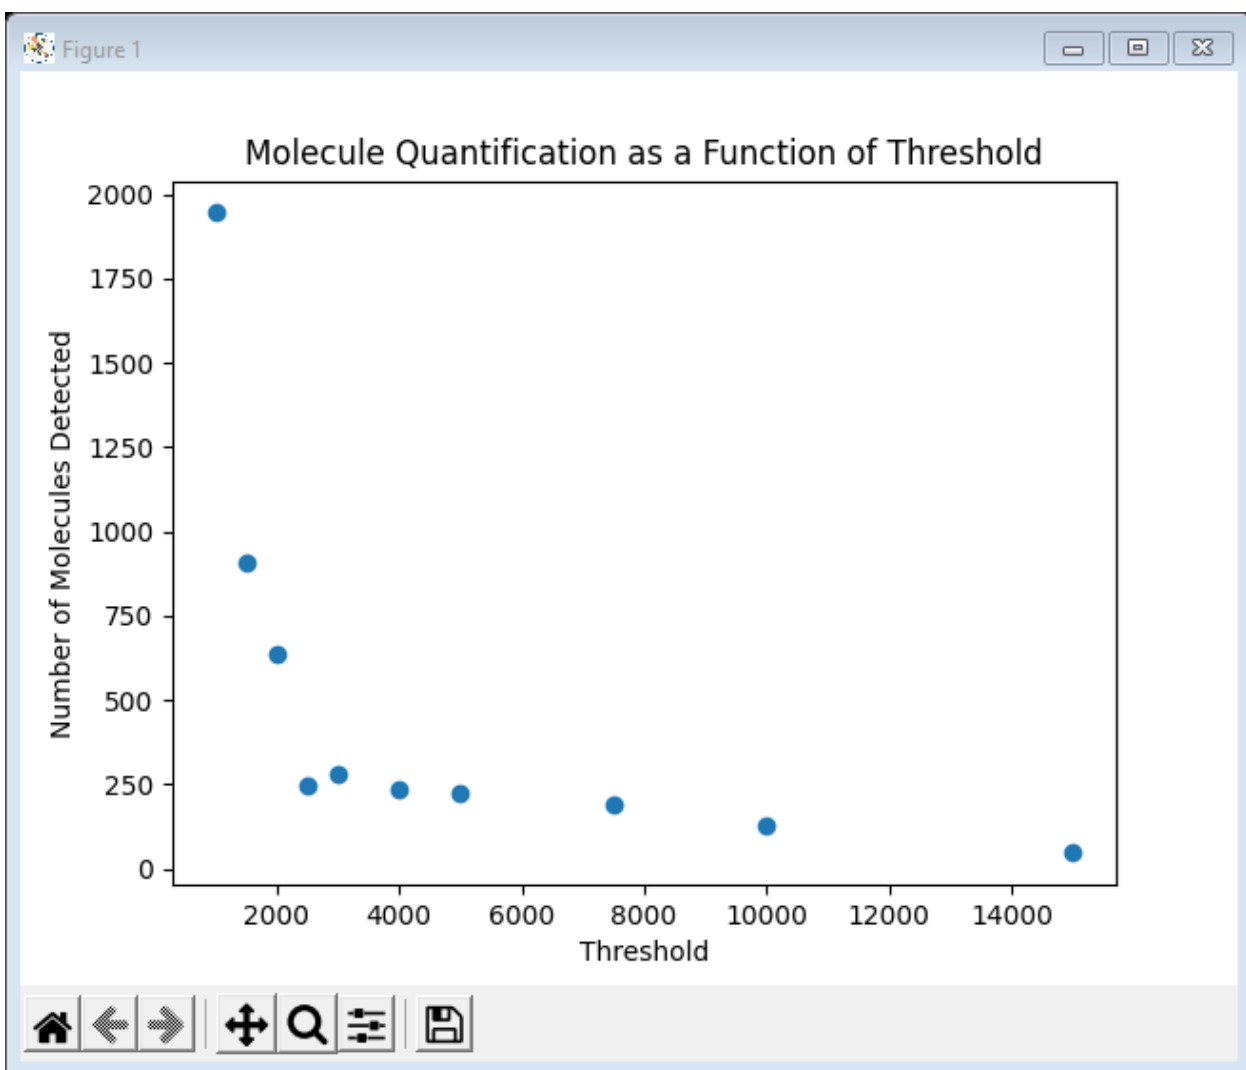 Figure 1
Molecule Quantification as a Function of Threshold
Number of Molecules Detected
2000
1750
1500
1250
1000
750
500
250
0
2000 4000 6000 8000 10000 12000 14000
Threshold